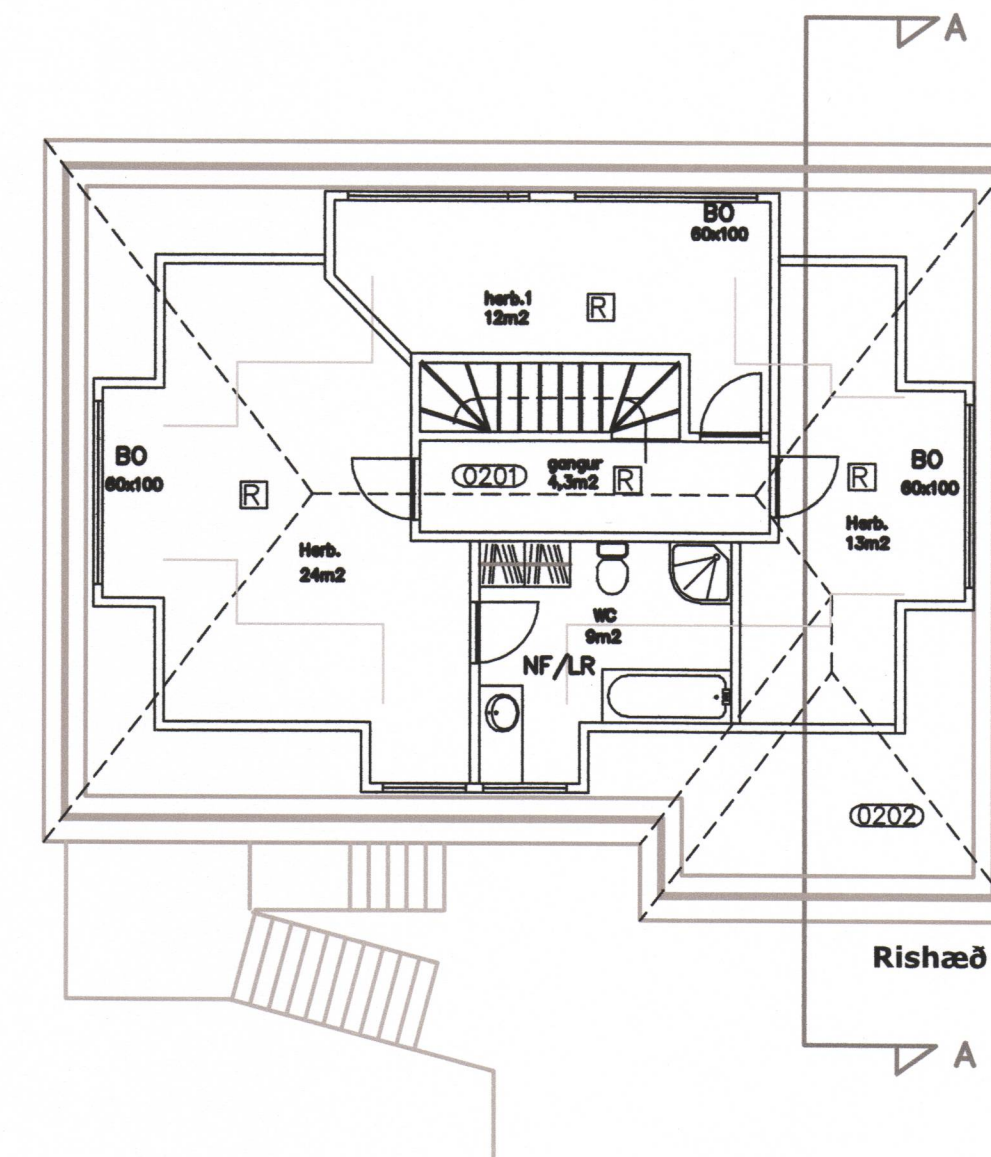 A
BO
60x100
herb.1
12m2
R
BO
60x100
R
0201
gangur
4,3m2
R
R
BO
60x100
Herb.
24m2
Herb.
13m2
WC
9m2
NF/LR
0202
Rishæð
A